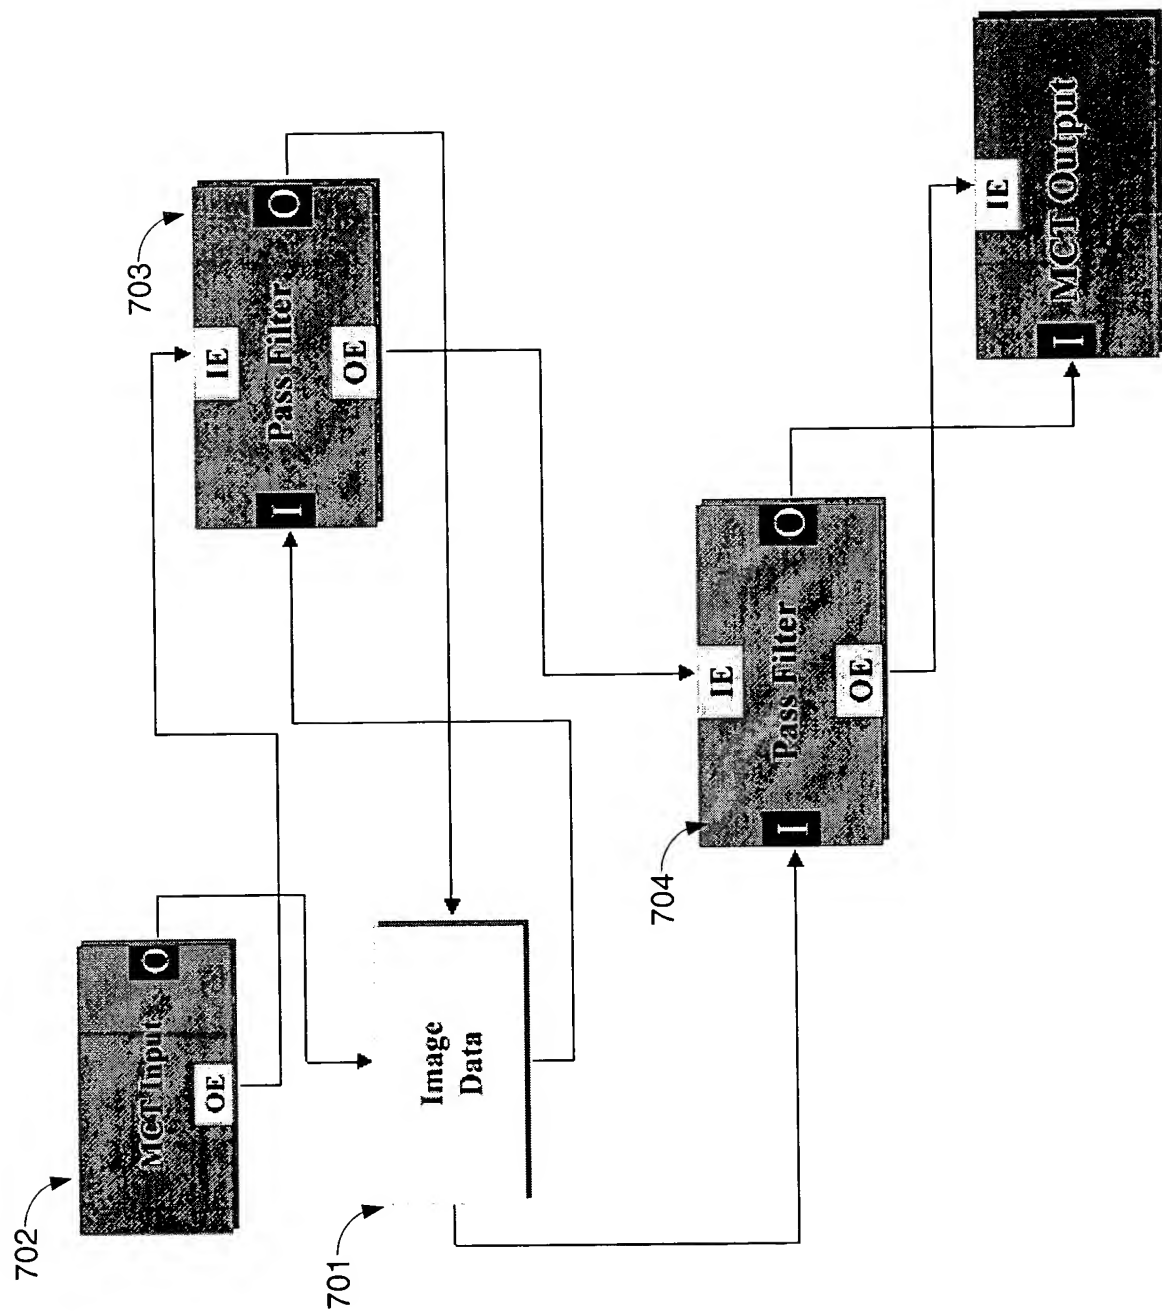 702
MCT Input
O
OE
701
Image
Data
703
IE
I
Pass Filter
O
OE
704
IE
I
Pass Filter
O
OE
IE
I
MCT Output